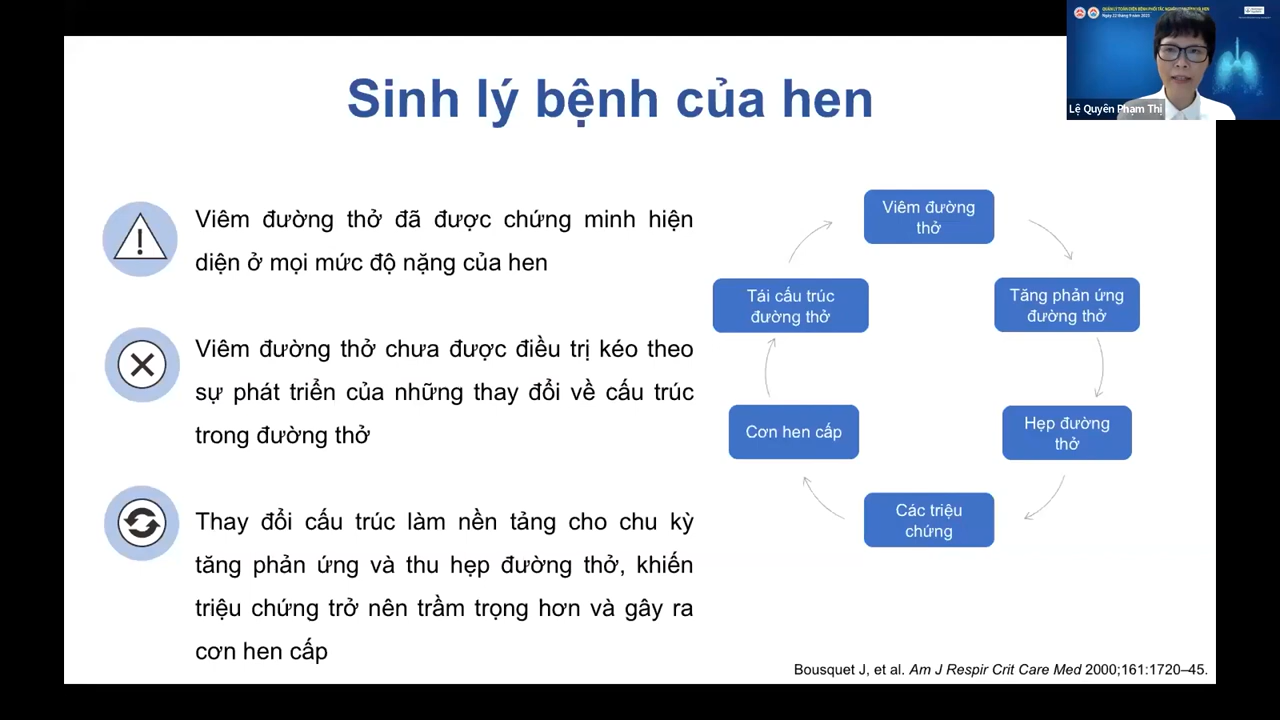 Sinh lý bệnh của hen
Viêm đường thở đã được chứng minh hiện
diện ở mọi mức độ nặng của hen
Viêm đường thở chưa được điều trị kéo theo
sự phát triển của những thay đổi về cấu trúc
trong đường thở
Thay đổi cấu trúc làm nền tảng cho chu kỳ
tăng phản ứng và thu hẹp đường thở, khiến
triệu chứng trở nên trầm trọng hơn và gây ra
cơn hen cấp
Viêm đường
thở
Tăng phản ứng
đường thở
Hẹp đường
thở
Các triệu
chứng
Cơn hen cấp
Tái cấu trúc
đường thở
Bousquet J, et al. Am J Respir Crit Care Med 2000;161:1720–45.
Lệ Quyên Phạm Thị